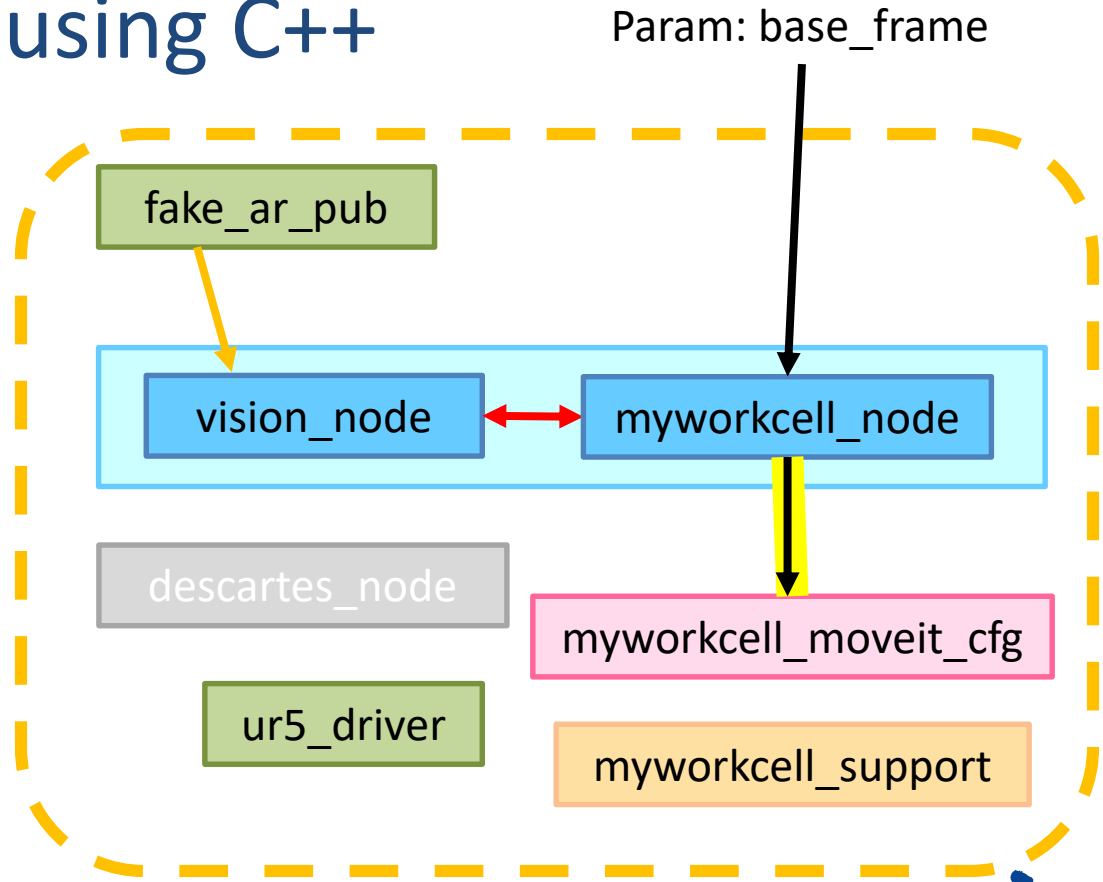 using C++
Param: base_frame
fake_ar_pub
vision_node
myworkcell_node
descartes_node
myworkcell_moveit_cfg
ur5_driver
myworkcell_support